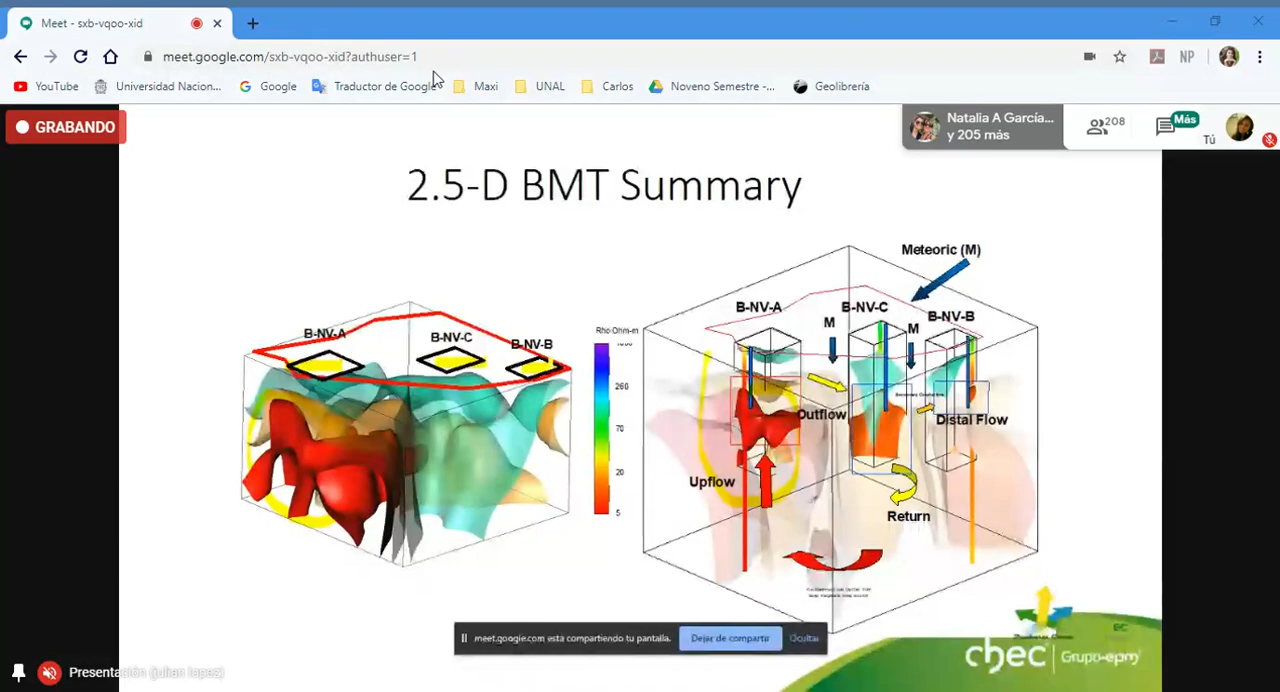 Meet - sxb-vqoo-xid
meet.google.com/sxb-vqoo-xid?authuser=1
NP
YouTube
Universidad Nacion...
Google
Traductor de Google
Maxi
UNAL
Carlos
Noveno Semestre -...
Geolibrería
GRABANDO
Natalia A García...
y 205 más
208
Más
Tú
2.5-D BMT Summary
B-NV-A
B-NV-C
B-NV-B
Rho Ohm-m
260
70
20
5
Meteoric (M)
B-NV-A
B-NV-C
B-NV-B
M
M
Outflow
Distal Flow
Upflow
Return
meet.google.com está compartiendo tu pantalla.
Dejar de compartir
Ocultar
chec
Grupo·epm
Presentación (julian lopez)